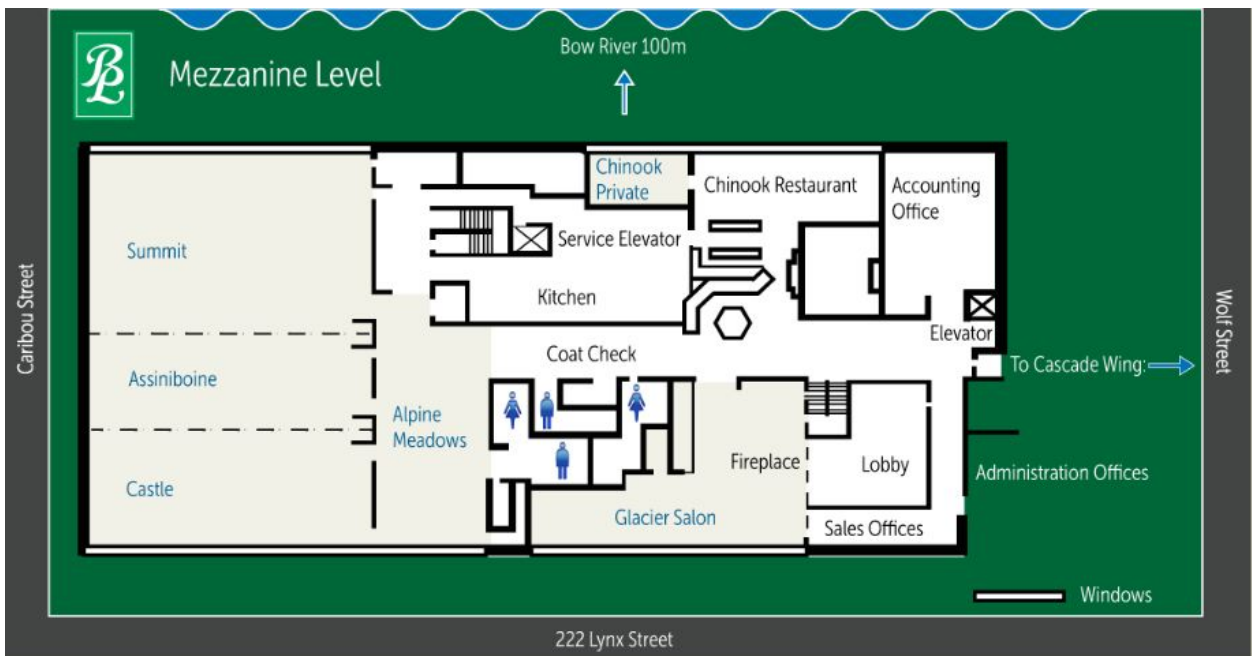 BL
Mezzanine Level
Bow River 100m
Chinook
Private
Chinook Restaurant
Accounting
Office
Summit
Service Elevator
Kitchen
Elevator
Coat Check
To Cascade Wing:
Assiniboine
Alpine
Meadows
Fireplace
Lobby
Administration Offices
Castle
Glacier Salon
Sales Offices
Windows
Caribou Street
Wolf Street
222 Lynx Street